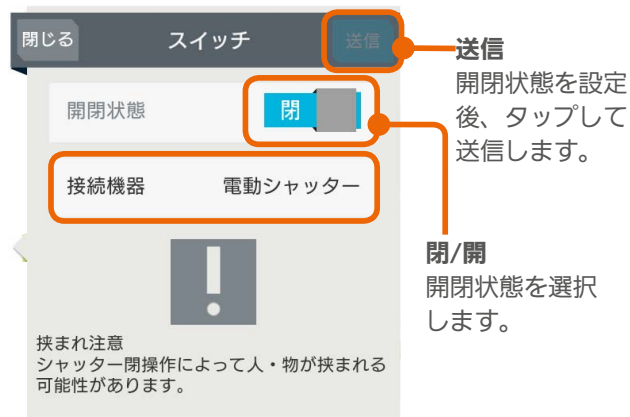 閉じる
スイッチ
送信
開閉状態
閉
接続機器
電動シャッター
挟まれ注意
シャッター閉操作によって人・物が挟まれる
可能性があります。
送信
開閉状態を設定
後、タップして
送信します。
閉/開
開閉状態を選択
します。